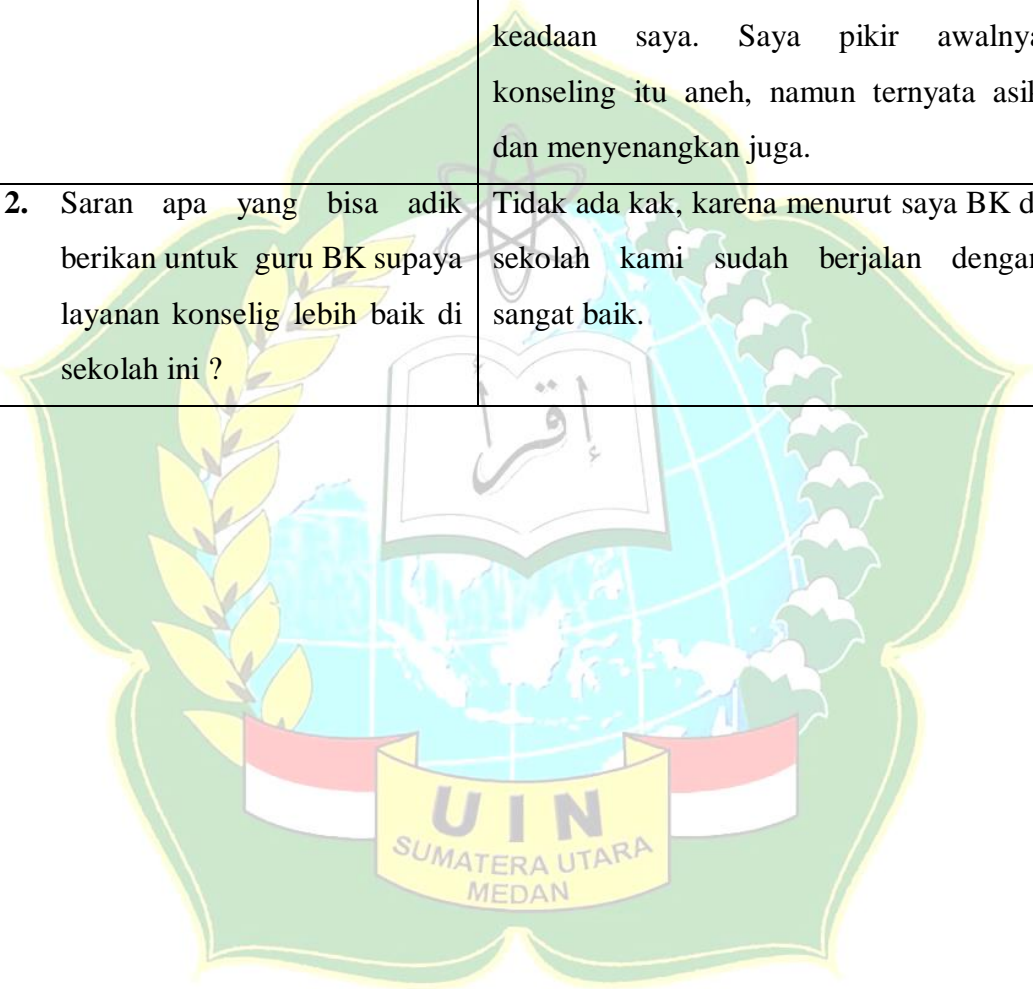 keadaan saya. Saya pikir awalnya
konseling itu aneh, namun ternyata asik
dan menyenangkan juga.
2. Saran apa yang bisa adik
berikan untuk guru BK supaya
layanan konselig lebih baik di
sekolah ini ?
Tidak ada kak, karena menurut saya BK di
sekolah kami sudah berjalan dengan
sangat baik.
إقرأ
UIN
SUMATERA UTARA
MEDAN